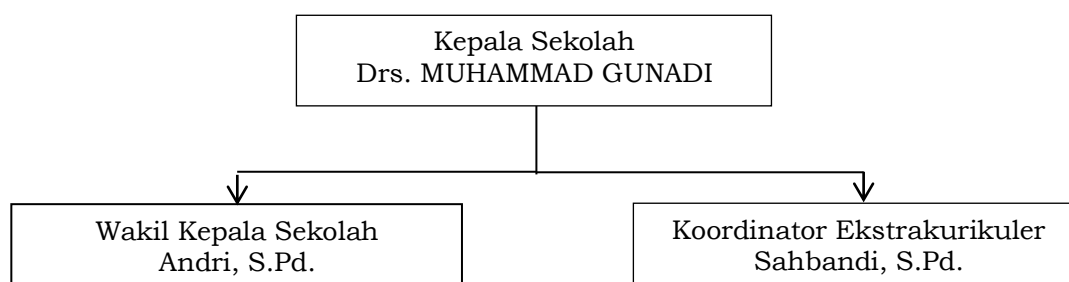 Kepala Sekolah
Drs. MUHAMMAD GUNADI
Wakil Kepala Sekolah
Andri, S.Pd.
Koordinator Ekstrakurikuler
Sahbandi, S.Pd.